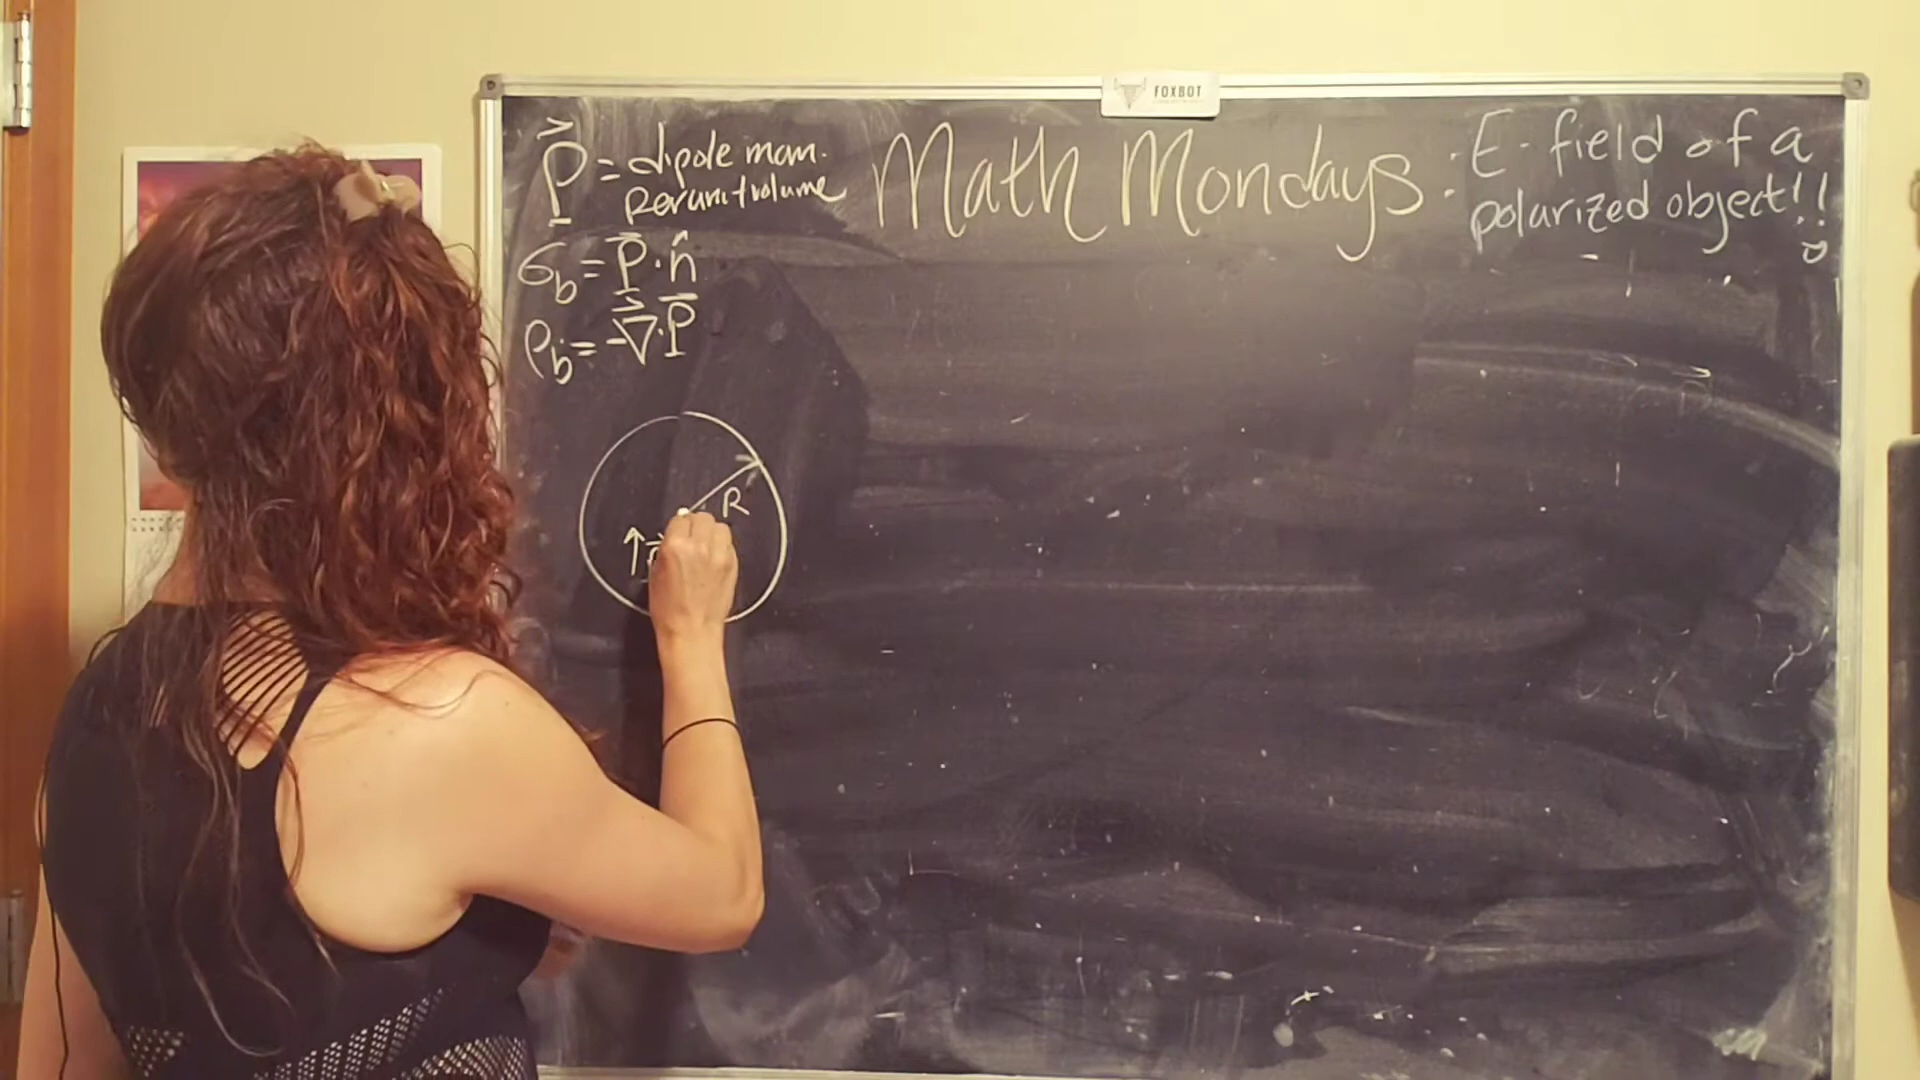 FOXBOT
P⃗ = dipole mom.
per unit volume
σb = P · n̂
ρb = -∇⃗ · P
Math Mondays : E-field of a
polarized object!!
R
↑